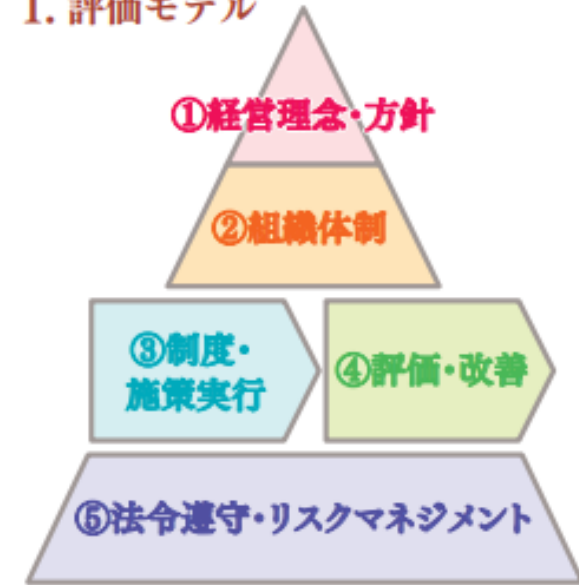 1. 評価モデル
①経営理念・方針
②組織体制
③制度・
施策実行
④評価・改善
⑤法令遵守・リスクマネジメント